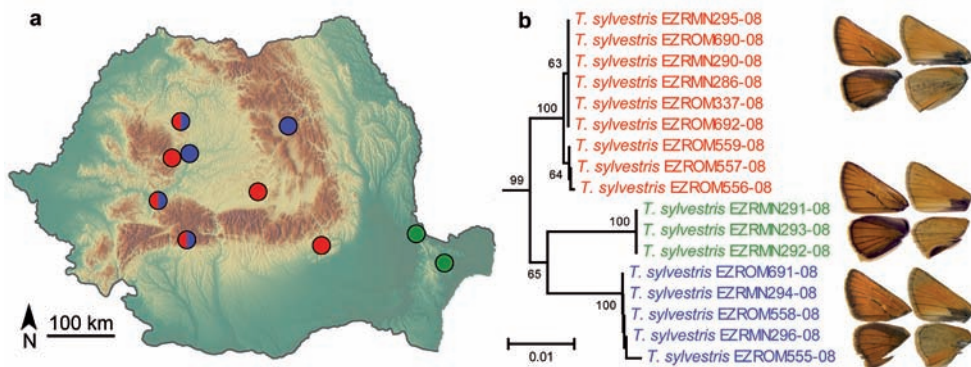 a
N
100 km
b
T. sylvestris EZRMN295-08
T. sylvestris EZROM690-08
63
T. sylvestris EZRMN290-08
T. sylvestris EZRMN286-08
100
T. sylvestris EZROM337-08
T. sylvestris EZROM692-08
T. sylvestris EZROM559-08
T. sylvestris EZROM557-08
64
T. sylvestris EZROM556-08
99
T. sylvestris EZRMN291-08
100
T. sylvestris EZRMN293-08
T. sylvestris EZRMN292-08
65
T. sylvestris EZROM691-08
T. sylvestris EZRMN294-08
100
T. sylvestris EZROM558-08
T. sylvestris EZRMN296-08
0.01
T. sylvestris EZROM555-08